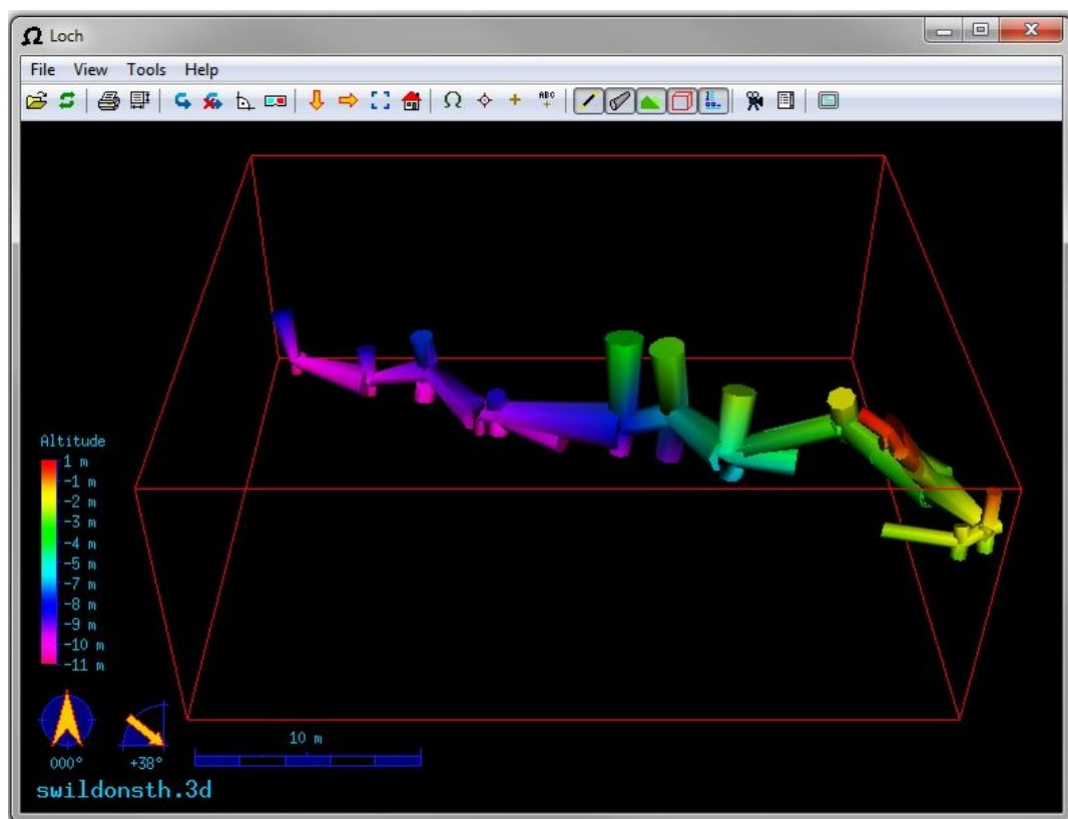 Ω Loch
File View Tools Help
Ω ABC
Altitude
1 m
-1 m
-2 m
-3 m
-4 m
-5 m
-7 m
-8 m
-9 m
-10 m
-11 m
10 m
000° +38°
swildonsth.3d